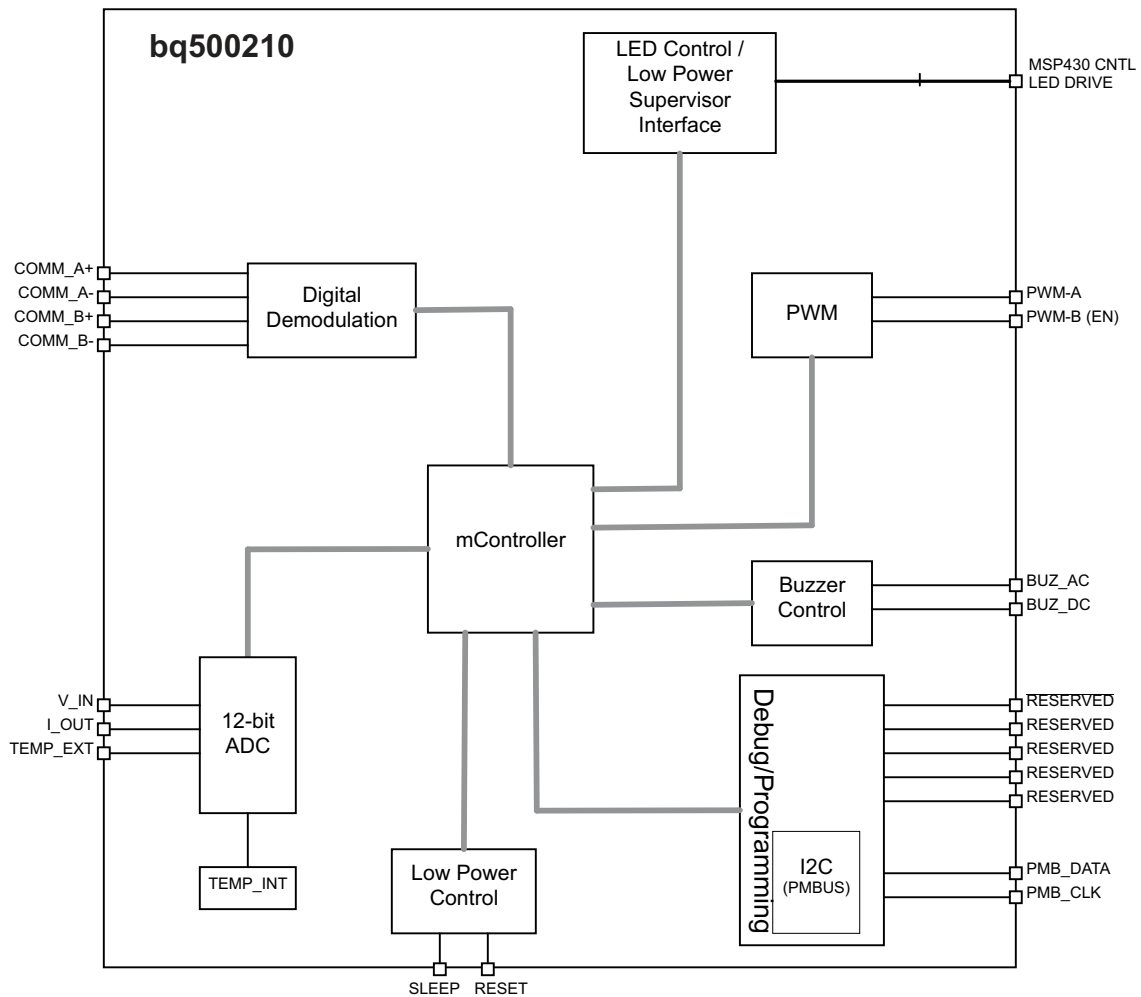 bq500210
LED Control /
Low Power
Supervisor
Interface
MSP430 CNTL
LED DRIVE
COMM_A+
COMM_A-
COMM_B+
COMM_B-
Digital
Demodulation
PWM
PWM-A
PWM-B (EN)
mController
Buzzer
Control
BUZ_AC
BUZ_DC
V_IN
I_OUT
TEMP_EXT
12-bit
ADC
TEMP_INT
Low Power
Control
SLEEP
RESET
Debug/Programming
I2C
(PMBUS)
RESERVED
RESERVED
RESERVED
RESERVED
RESERVED
PMB_DATA
PMB_CLK